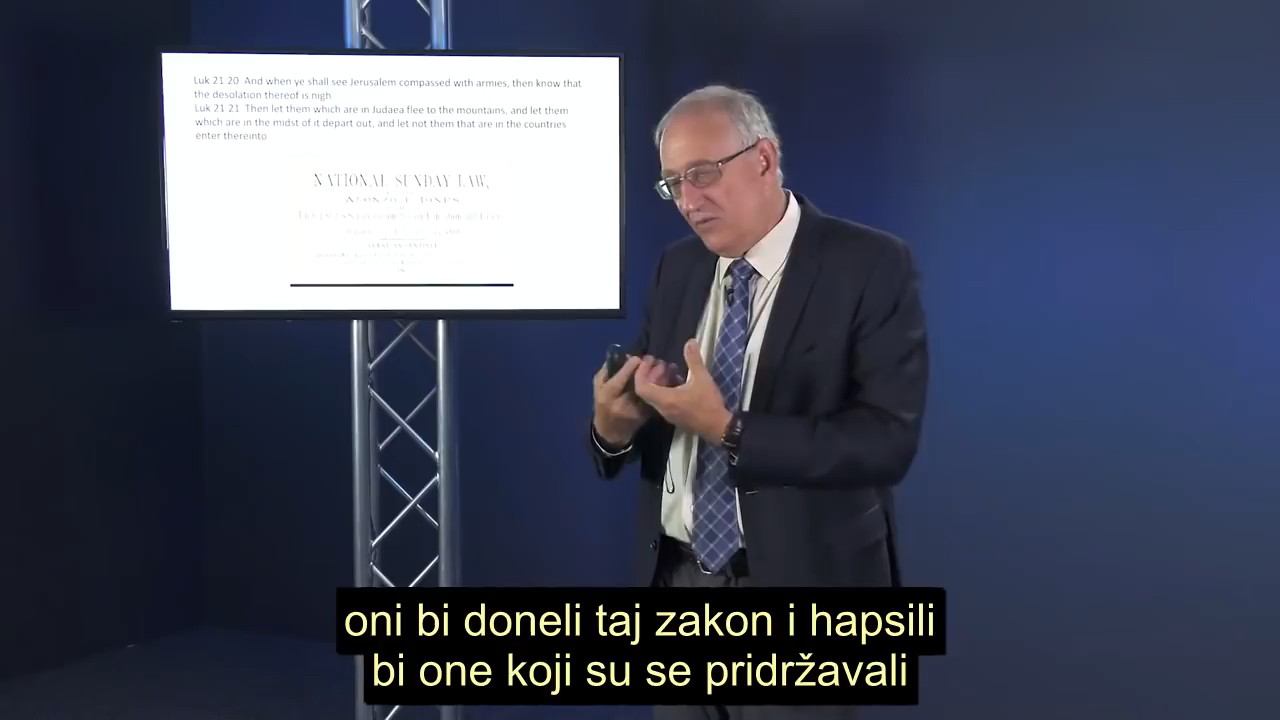 Luk 21:20 And when ye shall see Jerusalem compassed with armies, then know that
the desolation thereof is nigh
Luk 21:21 Then let them which are in Judaea flee to the mountains, and let them
which are in the midst of it depart out, and let not them that are in the countries
enter thereinto
NATIONAL SUNDAY LAW,
ALONZO T. JONES
oni bi doneli taj zakon i hapsili
bi one koji su se pridržavali